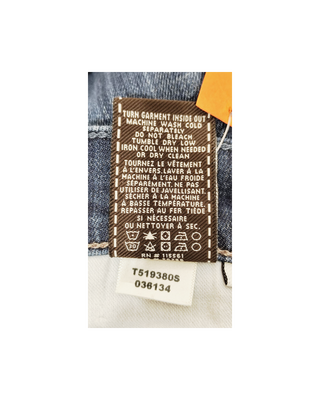 TURN GARMENT INSIDE OUT
MACHINE WASH COLD
SEPARATELY
DO NOT BLEACH
TUMBLE DRY LOW
IRON COOL WHEN NEEDED
OR DRY CLEAN
TOURNEZ LE VÊTEMENT
À L'ENVERS.LAVER À LA
MACHINE À L'EAU FROIDE
SÉPARÉMENT. NE PAS
UTILISER DE JAVELLISANT.
SÉCHER À LA MACHINE
À BASSE TEMPÉRATURE.
REPASSER AU FER TIÈDE
SI NÉCESSAIRE
OU NETTOYER À SEC.
RN # 115561
T519380S
036134